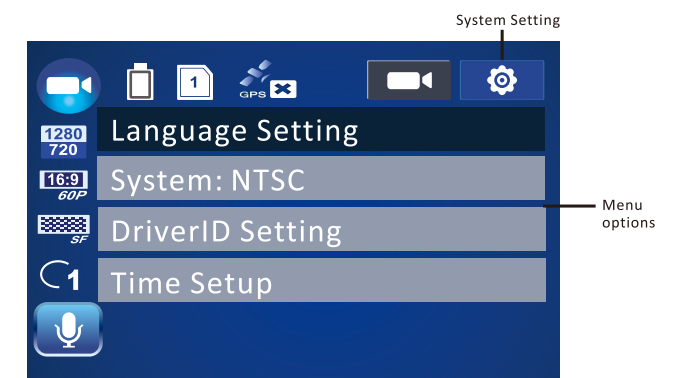 System Setting
1
GPS
1280
720
Language Setting
16:9
60P
System: NTSC
Menu
options
SF
DriverID Setting
1
Time Setup